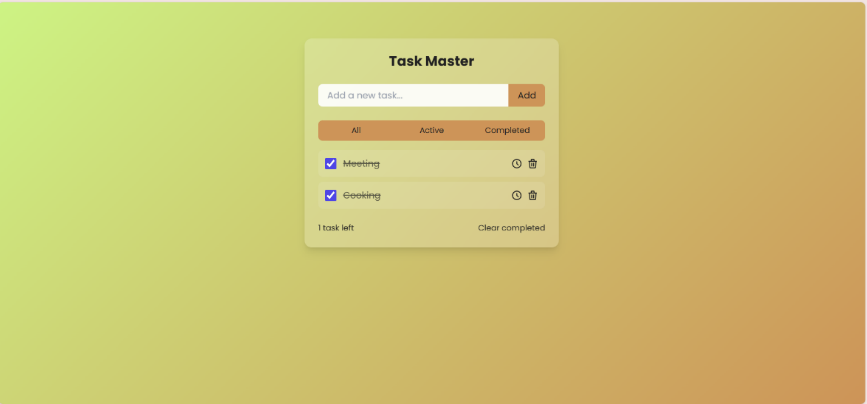 Task Master
Add a new task...
Add
All Active Completed
Meeting
Cooking
1 task left Clear completed